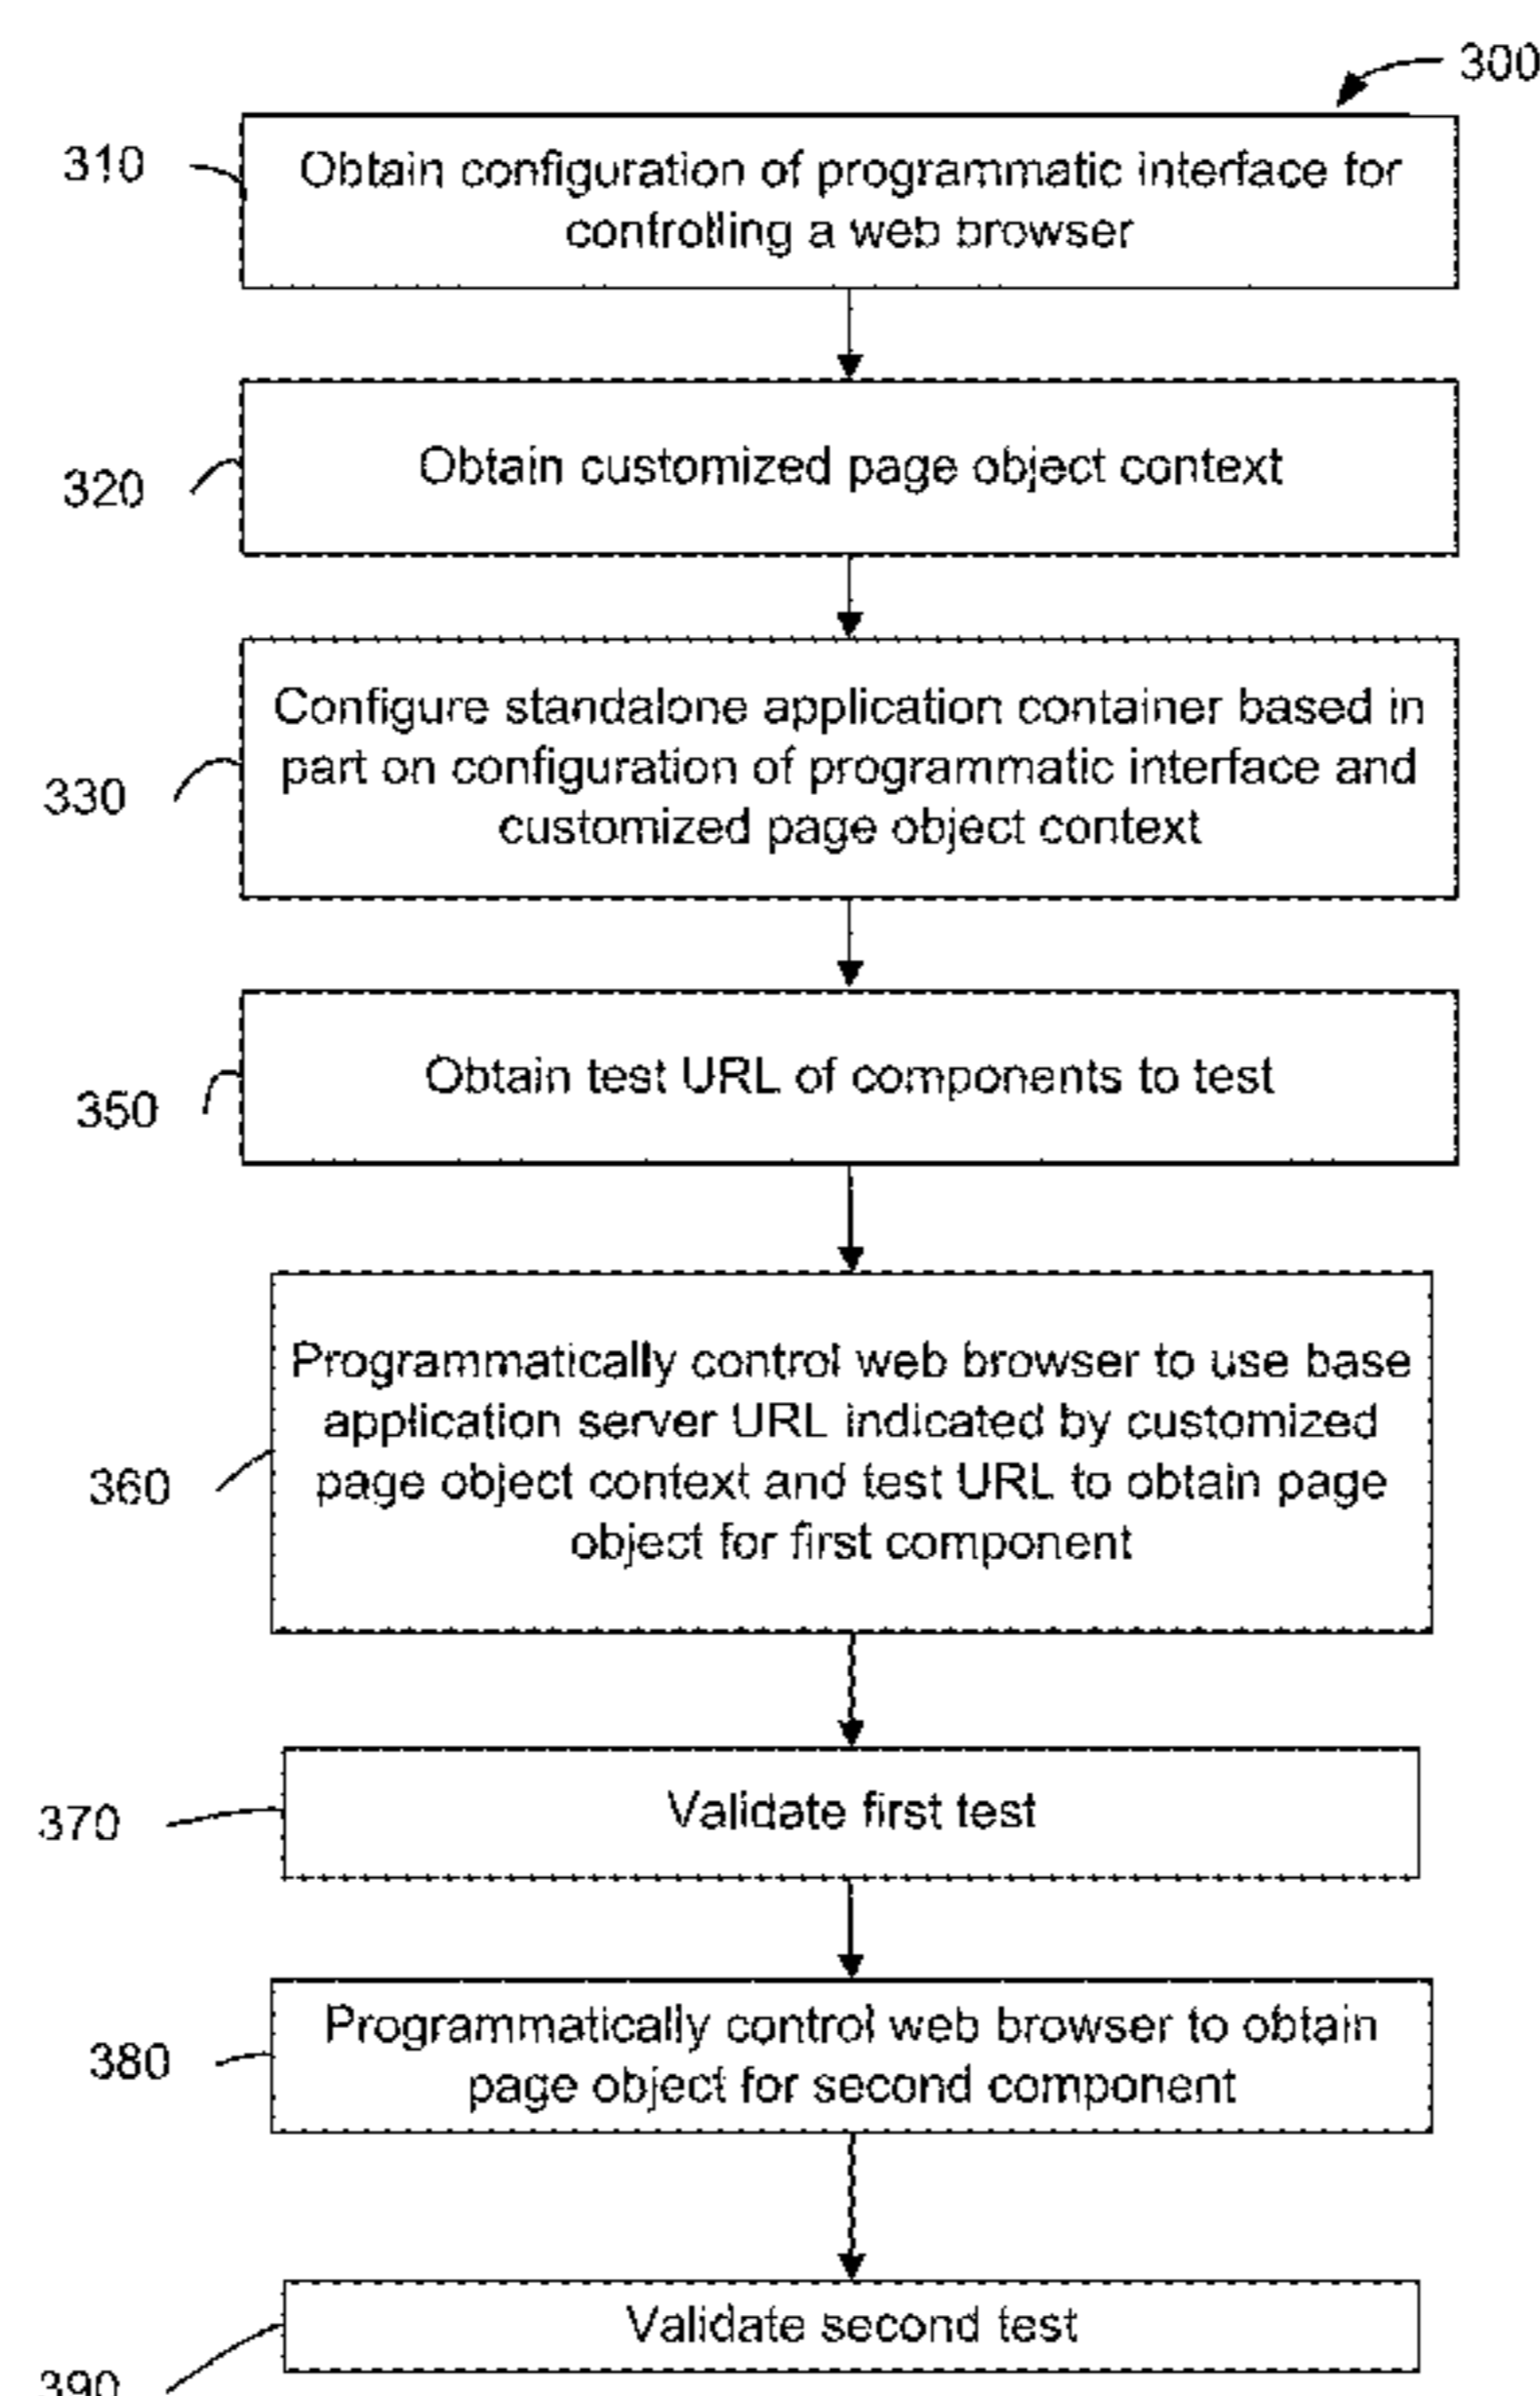 300
310
Obtain configuration of programmatic interface for
controlling a web browser
320
Obtain customized page object context
330
Configure standalone application container based in
part on configuration of programmatic interface and
customized page object context
350
Obtain test URL of components to test
360
Programmatically control web browser to use base
application server URL indicated by customized
page object context and test URL to obtain page
object for first component
370
Validate first test
380
Programmatically control web browser to obtain
page object for second component
390
Validate second test